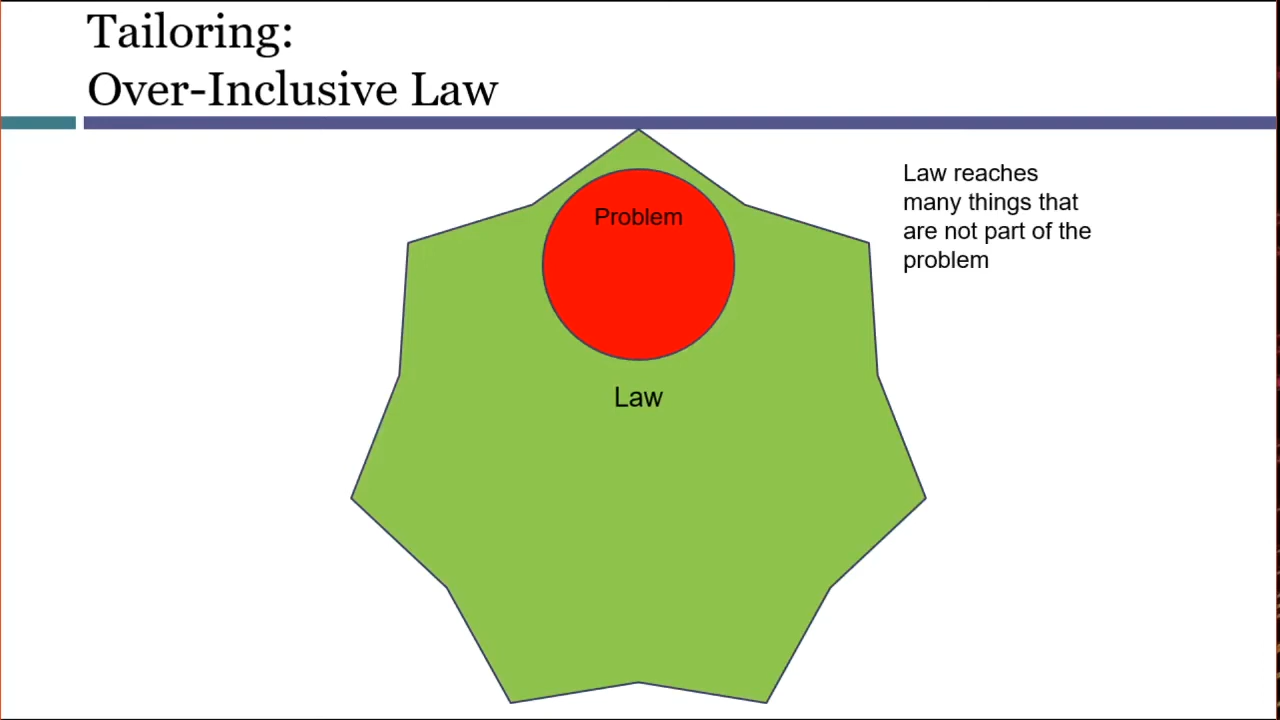 Tailoring:
Over-Inclusive Law
Problem
Law reaches
many things that
are not part of the
problem
Law